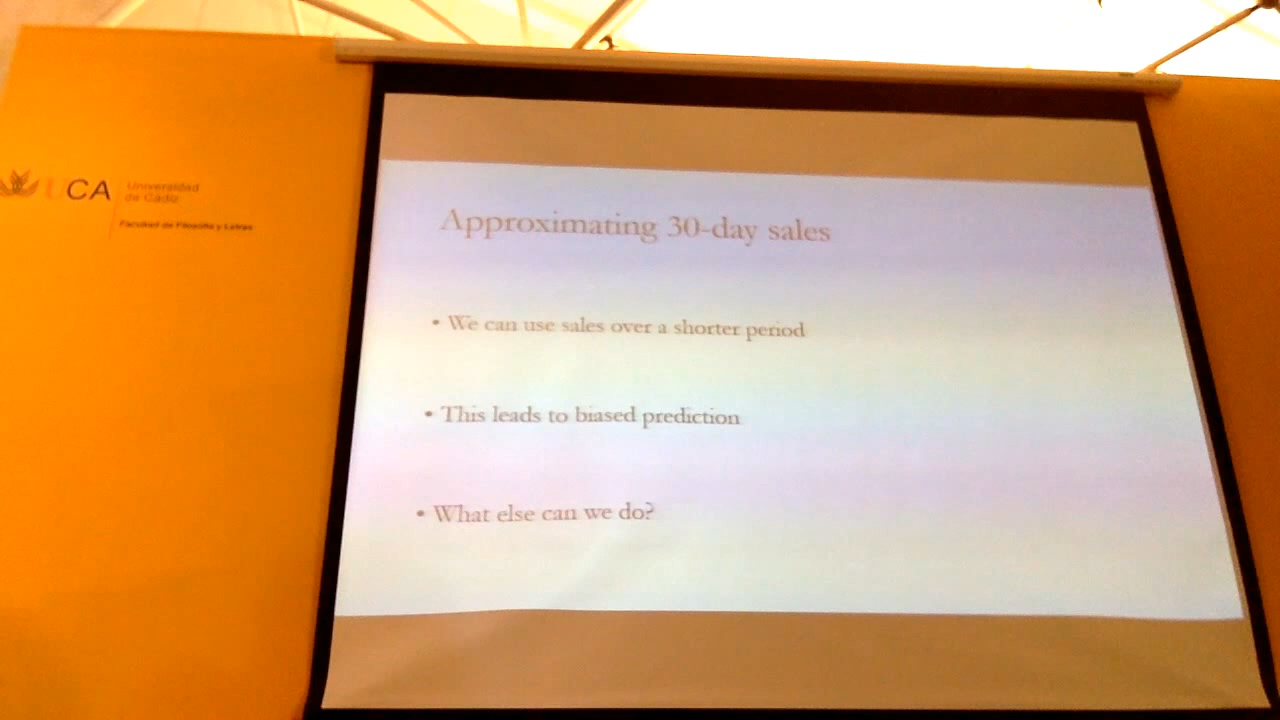 UCA
Universidad
de Cádiz
Facultad de Filosofía y Letras
Approximating 30-day sales
• We can use sales over a shorter period
• This leads to biased prediction
• What else can we do?